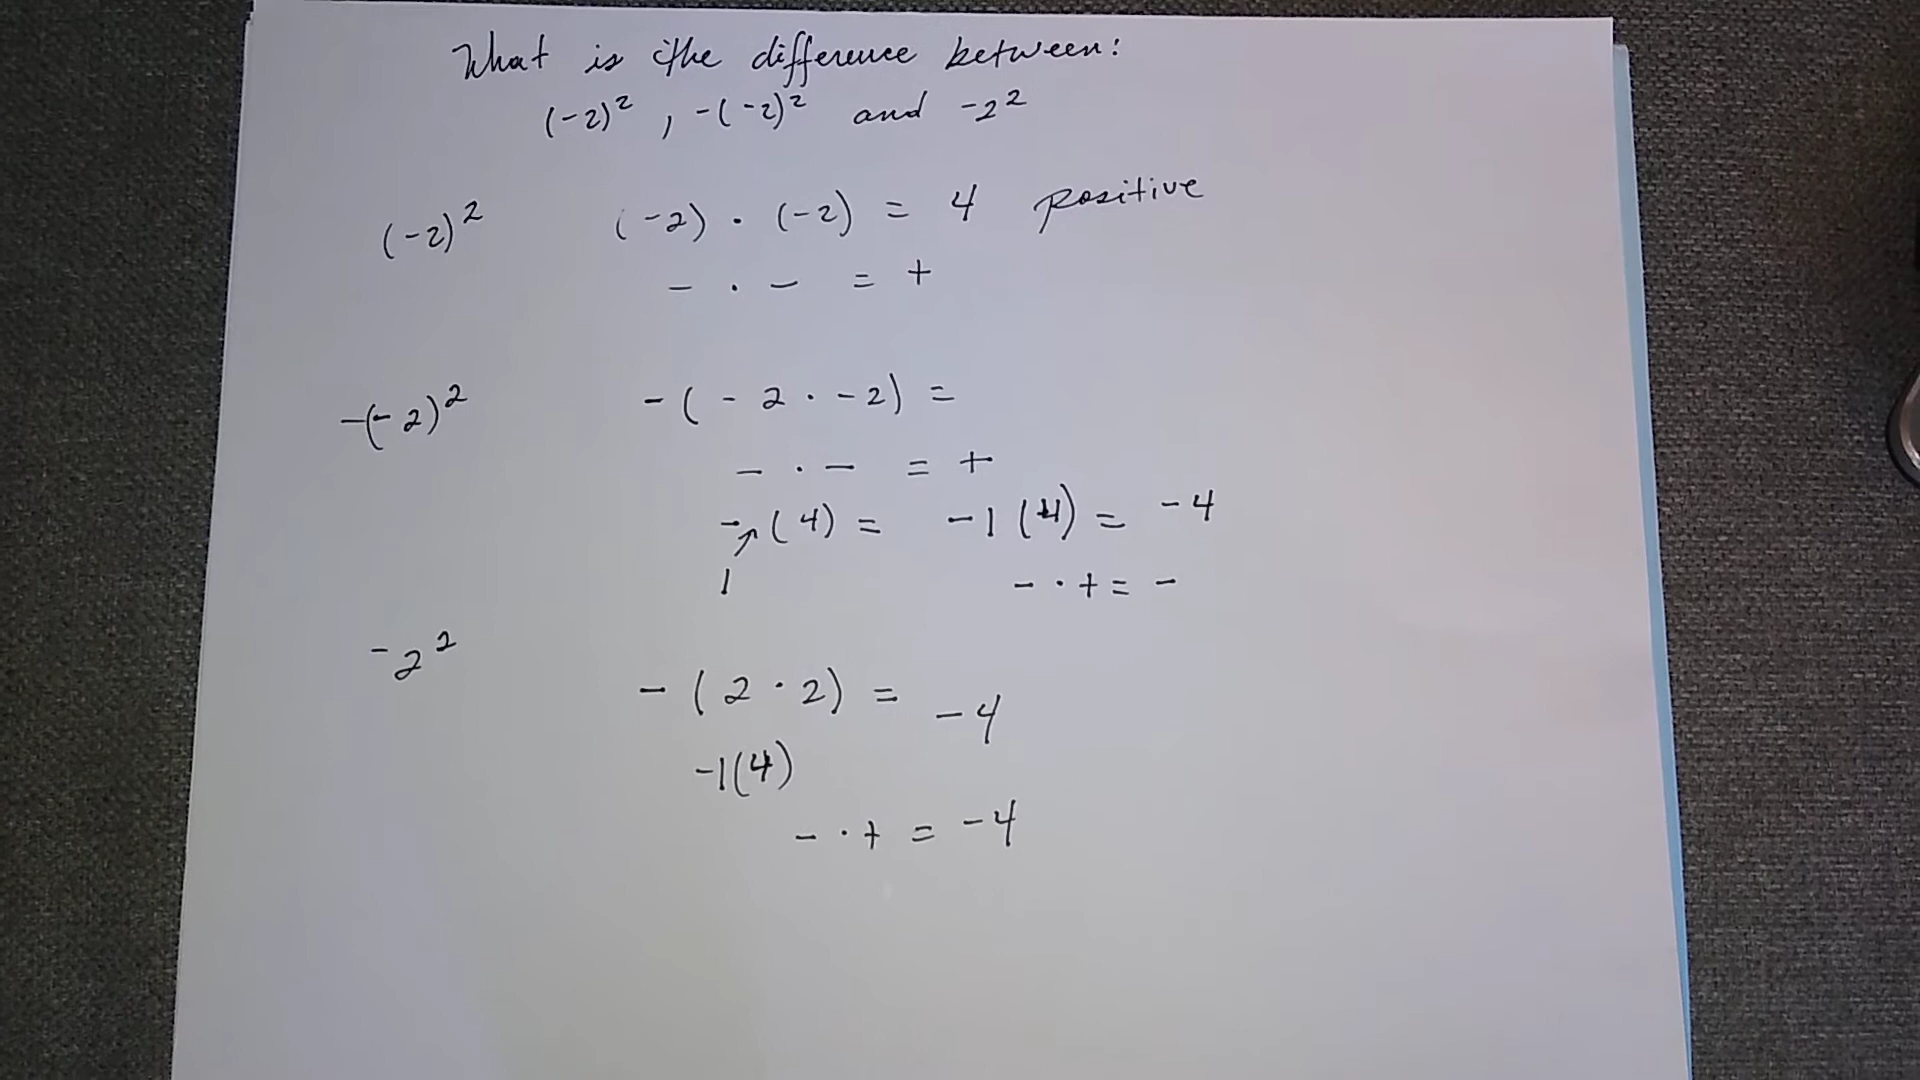 What is the difference between:
(-2)², -(-2)² and -2²
(-2)² (-2) · (-2) = 4 positive
- · - = +
-(-2)² -( - 2 · -2) =
- · - = +
-(4) = -1(4) = -4
1 - · + = -
-2² -(2 · 2) = -4
-1(4)
- · + = -4